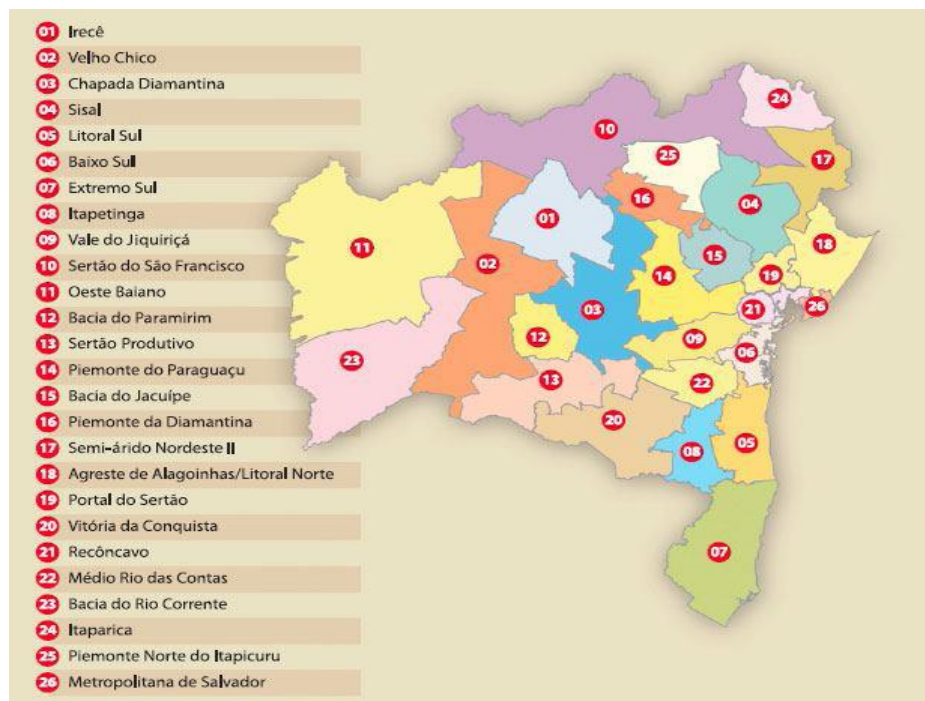 01 Irecê
02 Velho Chico
03 Chapada Diamantina
04 Sisal
05 Litoral Sul
06 Baixo Sul
07 Extremo Sul
08 Itapetinga
09 Vale do Jiquiriçá
10 Sertão do São Francisco
11 Oeste Baiano
12 Bacia do Paramirim
13 Sertão Produtivo
14 Piemonte do Paraguaçu
15 Bacia do Jacuípe
16 Piemonte da Diamantina
17 Semi-árido Nordeste II
18 Agreste de Alagoinhas/Litoral Norte
19 Portal do Sertão
20 Vitória da Conquista
21 Recôncavo
22 Médio Rio das Contas
23 Bacia do Rio Corrente
24 Itaparica
25 Piemonte Norte do Itapicuru
26 Metropolitana de Salvador
24
10
25
17
16
04
01
11
18
15
02
19
14
21
26
03
12
09
06
23
13
22
20
05
08
07